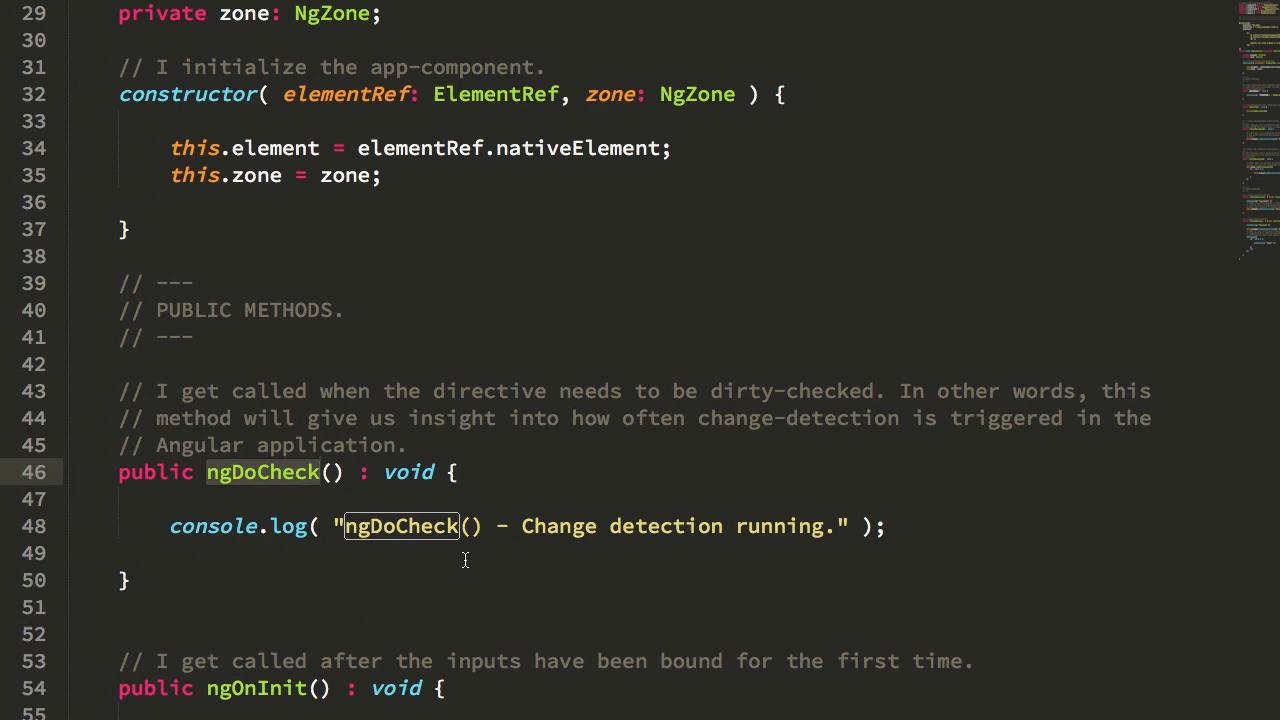 29 private zone: NgZone;
30
31 // I initialize the app-component.
32 constructor( elementRef: ElementRef, zone: NgZone ) {
33
34 this.element = elementRef.nativeElement;
35 this.zone = zone;
36
37 }
38
39 // ---
40 // PUBLIC METHODS.
41 // ---
42
43 // I get called when the directive needs to be dirty-checked. In other words, this
44 // method will give us insight into how often change-detection is triggered in the
45 // Angular application.
46 public ngDoCheck() : void {
47
48 console.log( "ngDoCheck() - Change detection running." );
49
50 }
51
52
53 // I get called after the inputs have been bound for the first time.
54 public ngOnInit() : void {
55